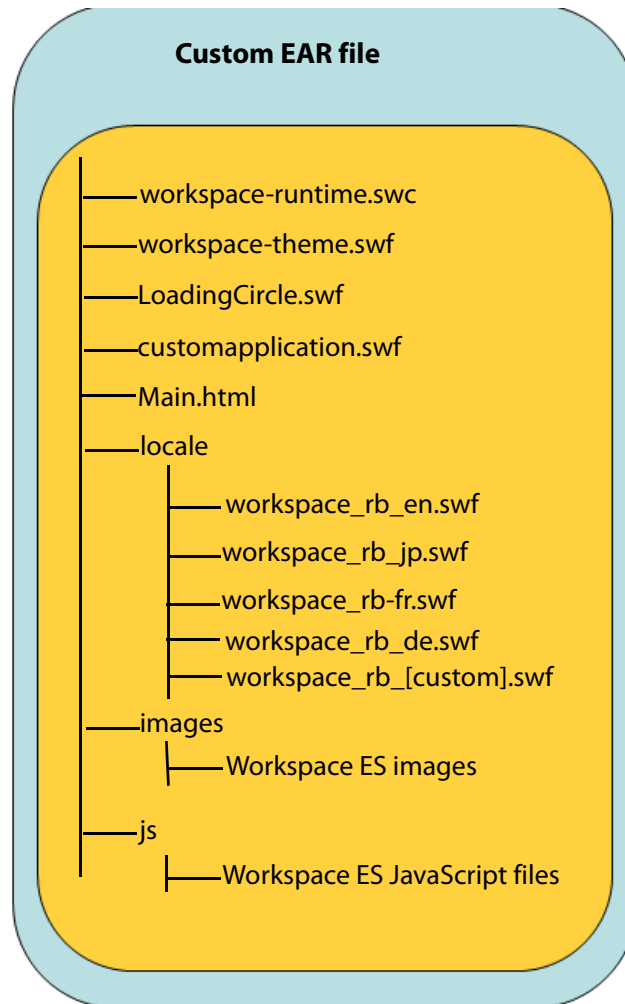 Custom EAR file
workspace-runtime.swc
workspace-theme.swf
LoadingCircle.swf
customapplication.swf
Main.html
locale
workspace_rb_en.swf
workspace_rb_jp.swf
workspace_rb-fr.swf
workspace_rb_de.swf
workspace_rb_[custom].swf
images
Workspace ES images
js
Workspace ES JavaScript files